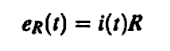 e_R(t) = i(t)R